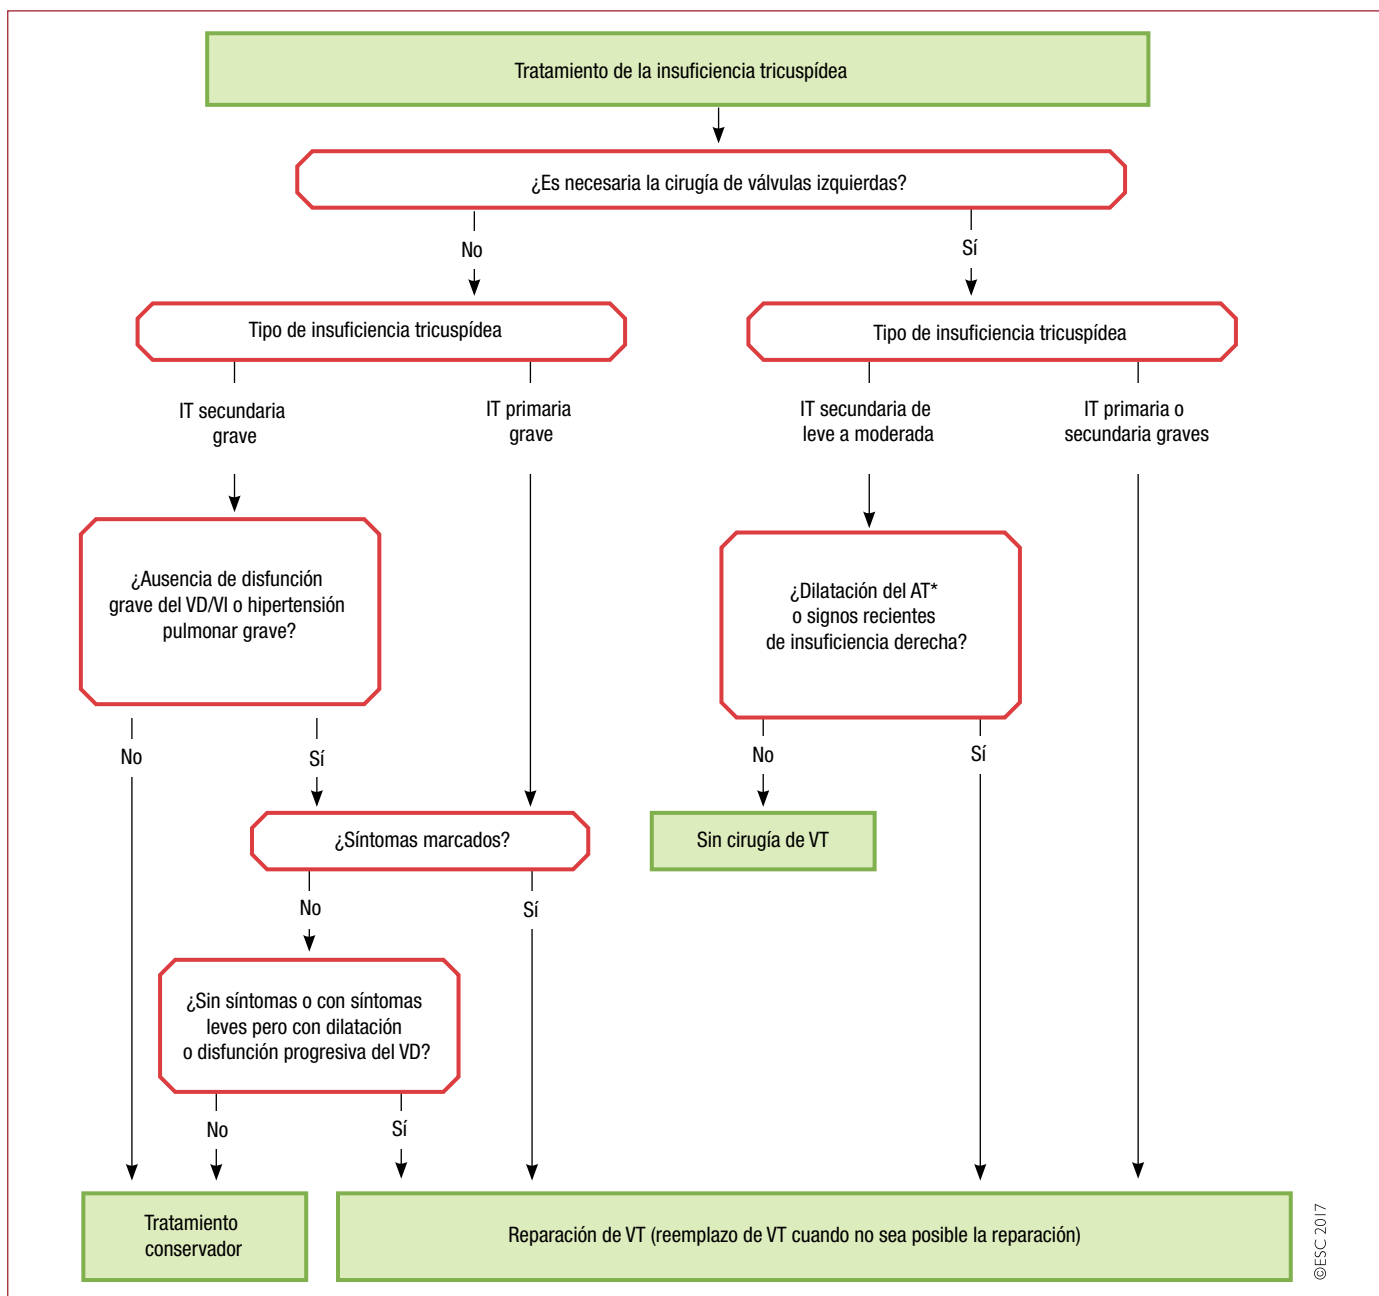 Tratamiento de la insuficiencia tricuspídea
¿Es necesaria la cirugía de válvulas izquierdas?
No
Sí
Tipo de insuficiencia tricuspídea
Tipo de insuficiencia tricuspídea
IT secundaria
grave
IT primaria
grave
IT secundaria de
leve a moderada
IT primaria o
secundaria graves
¿Ausencia de disfunción
grave del VD/VI o hipertensión
pulmonar grave?
¿Dilatación del AT*
o signos recientes
de insuficiencia derecha?
No
Sí
No
Sí
¿Síntomas marcados?
Sin cirugía de VT
No
Sí
¿Sin síntomas o con síntomas
leves pero con dilatación
o disfunción progresiva del VD?
No
Sí
Tratamiento
conservador
Reparación de VT (reemplazo de VT cuando no sea posible la reparación)
©ESC 2017